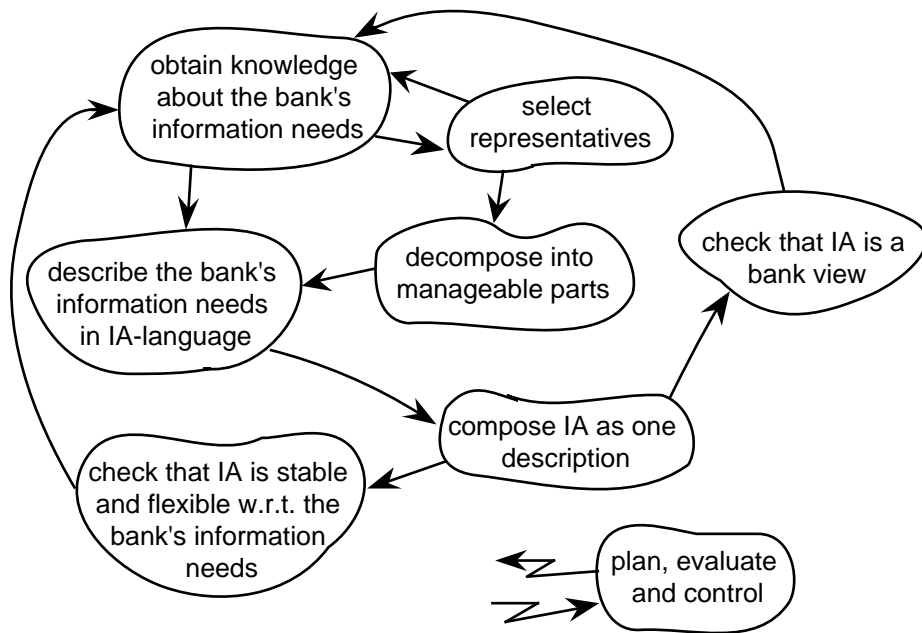 obtain knowledge
about the bank's
information needs
select
representatives
check that IA is a
bank view
describe the bank's
information needs
in IA-language
decompose into
manageable parts
compose IA as one
description
check that IA is stable
and flexible w.r.t. the
bank's information
needs
plan, evaluate
and control